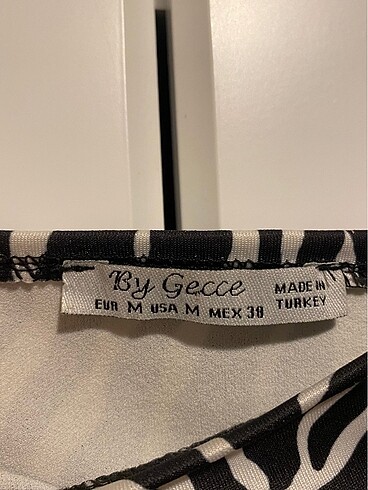 By Gecce
EUR M USA M MEX 38
MADE IN
TURKEY